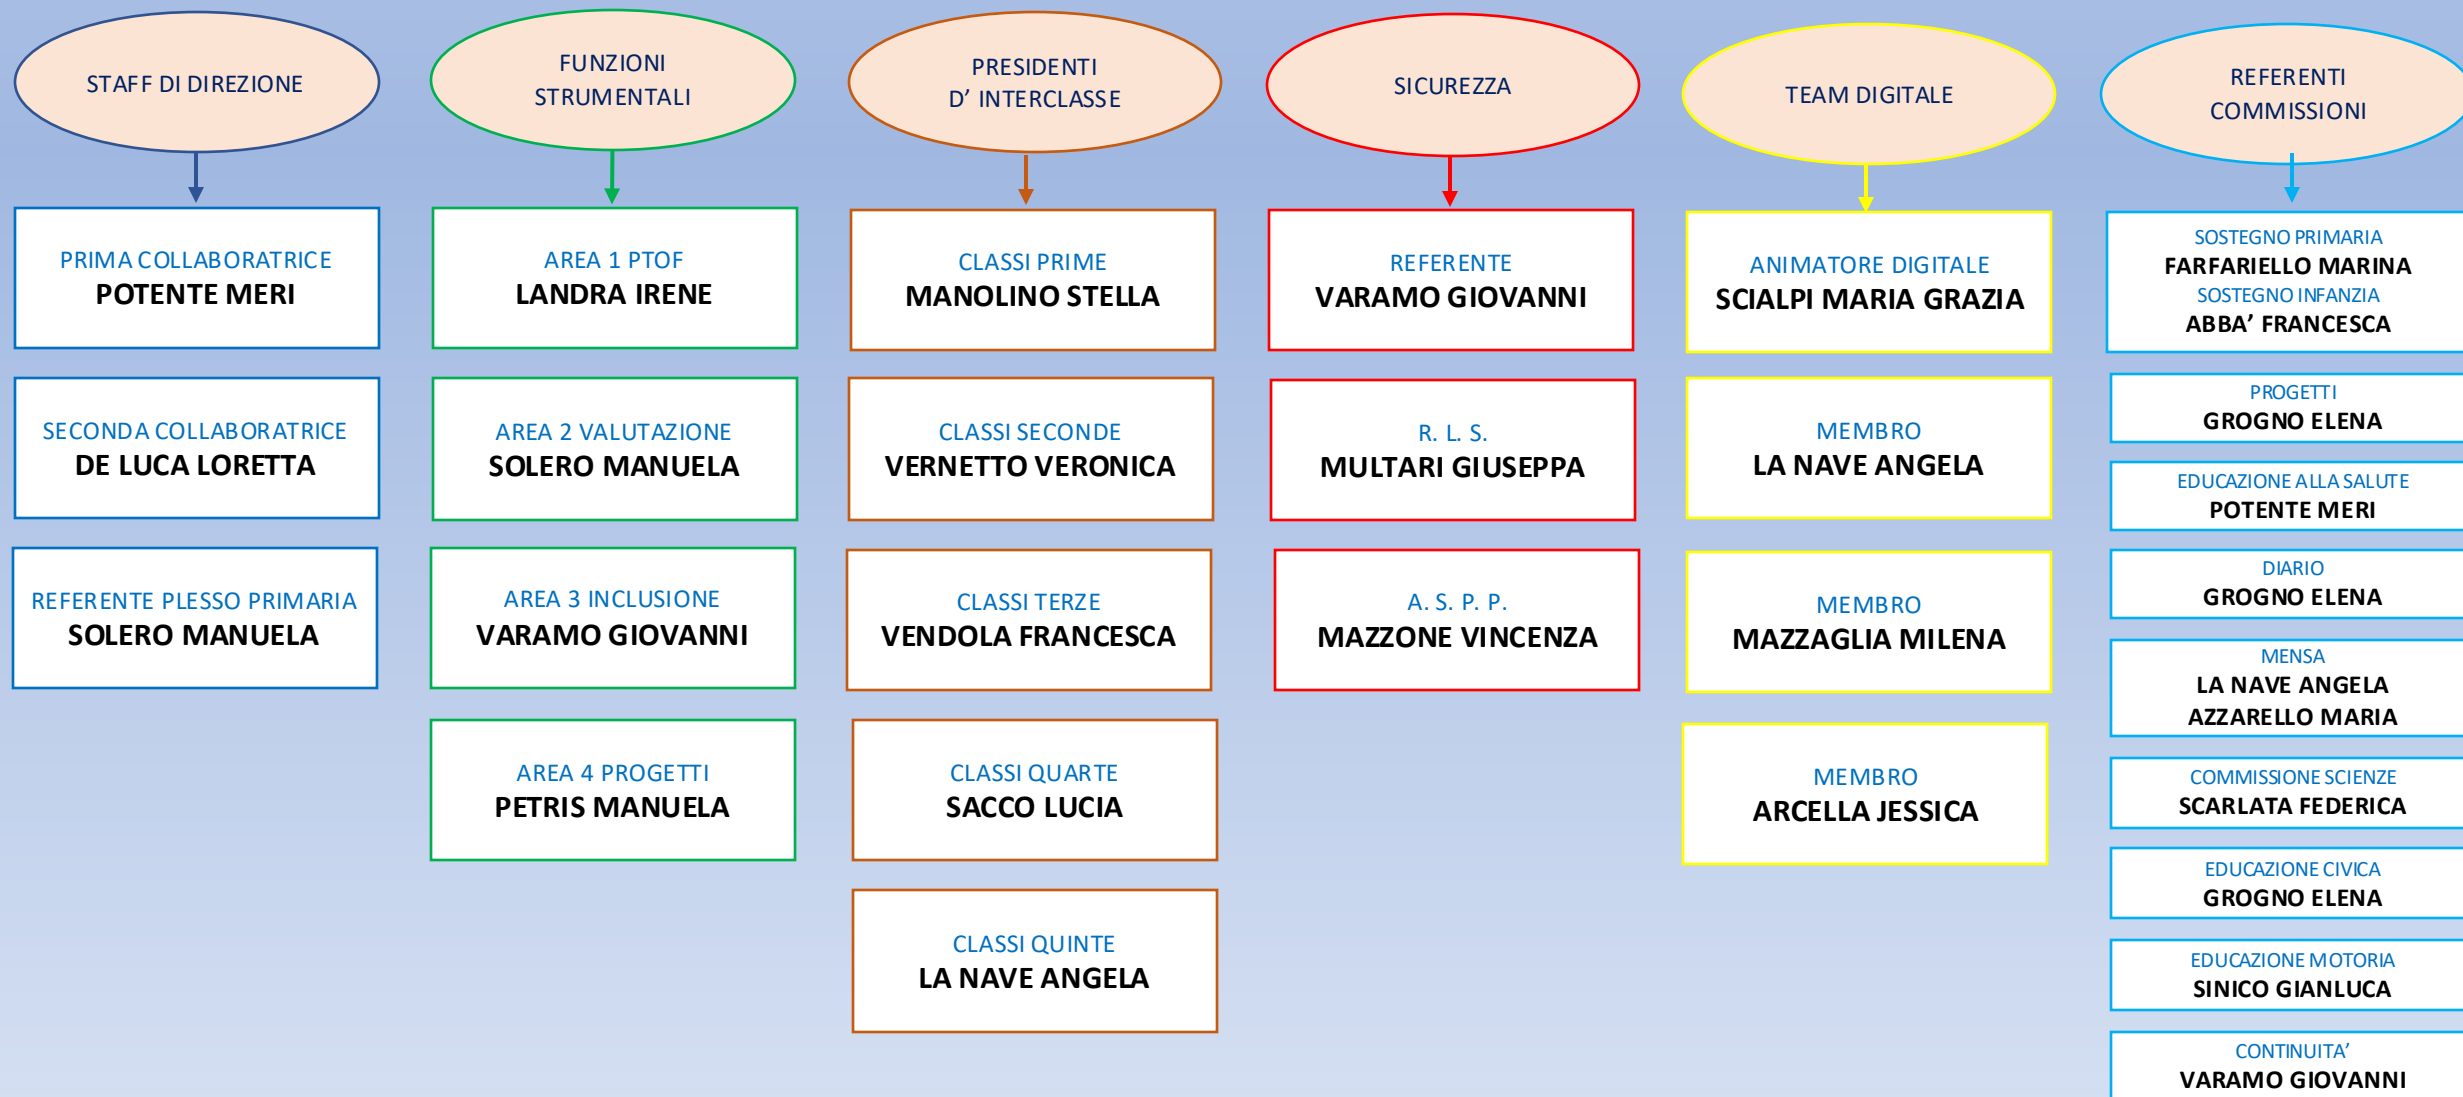 STAFF DI DIREZIONE
PRIMA COLLABORATRICE
POTENTE MERI
SECONDA COLLABORATRICE
DE LUCA LORETTA
REFERENTE PLESSO PRIMARIA
SOLERO MANUELA
FUNZIONI
STRUMENTALI
AREA 1 PTOF
LANDRA IRENE
AREA 2 VALUTAZIONE
SOLERO MANUELA
AREA 3 INCLUSIONE
VARAMO GIOVANNI
AREA 4 PROGETTI
PETRIS MANUELA
PRESIDENTI
D’ INTERCLASSE
CLASSI PRIME
MANOLINO STELLA
CLASSI SECONDE
VERNETTO VERONICA
CLASSI TERZE
VENDOLA FRANCESCA
CLASSI QUARTE
SACCO LUCIA
CLASSI QUINTE
LA NAVE ANGELA
SICUREZZA
REFERENTE
VARAMO GIOVANNI
R. L. S.
MULTARI GIUSEPPA
A. S. P. P.
MAZZONE VINCENZA
TEAM DIGITALE
ANIMATORE DIGITALE
SCIALPI MARIA GRAZIA
MEMBRO
LA NAVE ANGELA
MEMBRO
MAZZAGLIA MILENA
MEMBRO
ARCELLA JESSICA
REFERENTI
COMMISSIONI
SOSTEGNO PRIMARIA
FARFARIELLO MARINA
SOSTEGNO INFANZIA
ABBA’ FRANCESCA
PROGETTI
GROGNO ELENA
EDUCAZIONE ALLA SALUTE
POTENTE MERI
DIARIO
GROGNO ELENA
MENSA
LA NAVE ANGELA
AZZARELLO MARIA
COMMISSIONE SCIENZE
SCARLATA FEDERICA
EDUCAZIONE CIVICA
GROGNO ELENA
EDUCAZIONE MOTORIA
SINICO GIANLUCA
CONTINUITA’
VARAMO GIOVANNI